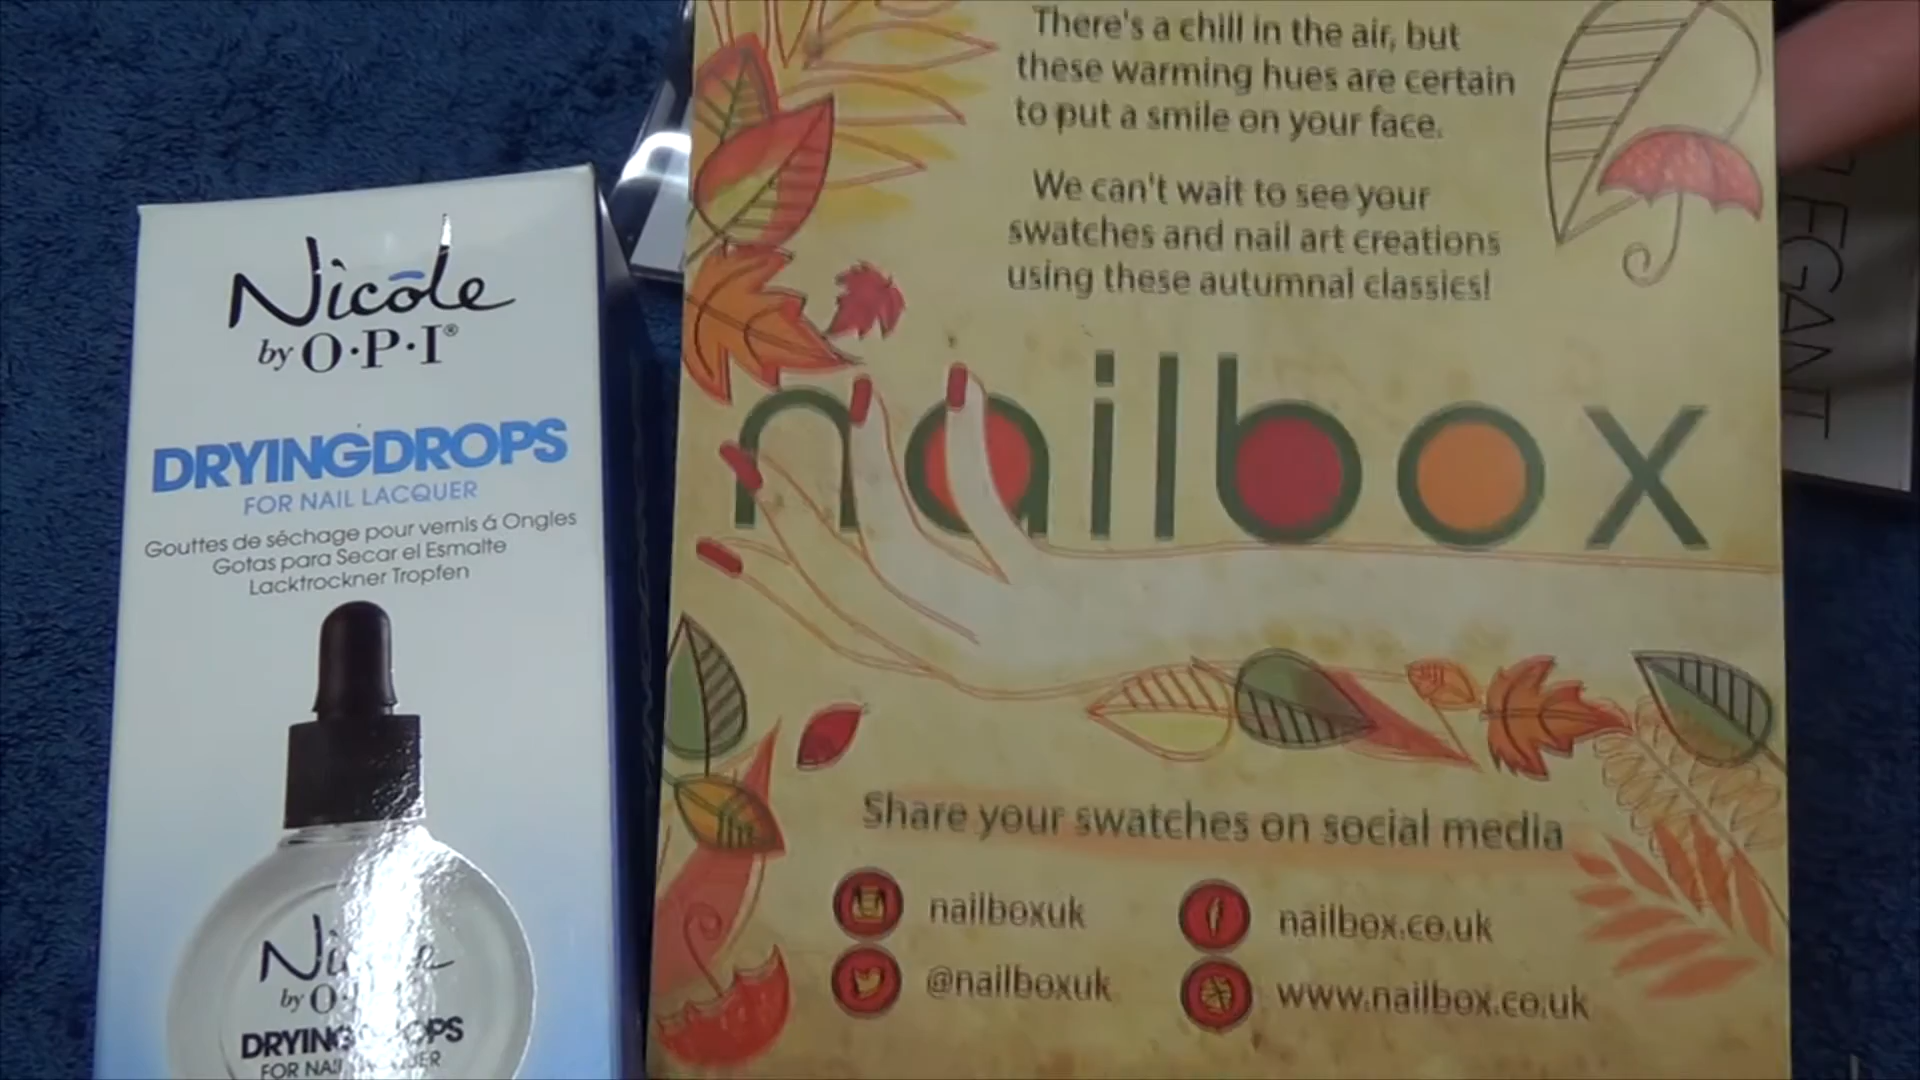 Nicōle
by O·P·I®
DRYINGDROPS
FOR NAIL LACQUER
Gouttes de séchage pour vernis á Ongles
Gotas para Secar el Esmalte
Lacktrockner Tropfen
by
DRYING
FOR
There's a chill in the air, but
these warming hues are certain
to put a smile on your face.
We can't wait to see your
swatches and nail art creations
using these autumnal classics!
nailbox
Share your swatches on social media
nailboxuk
nailbox.co.uk
@nailboxuk
www.nailbox.co.uk